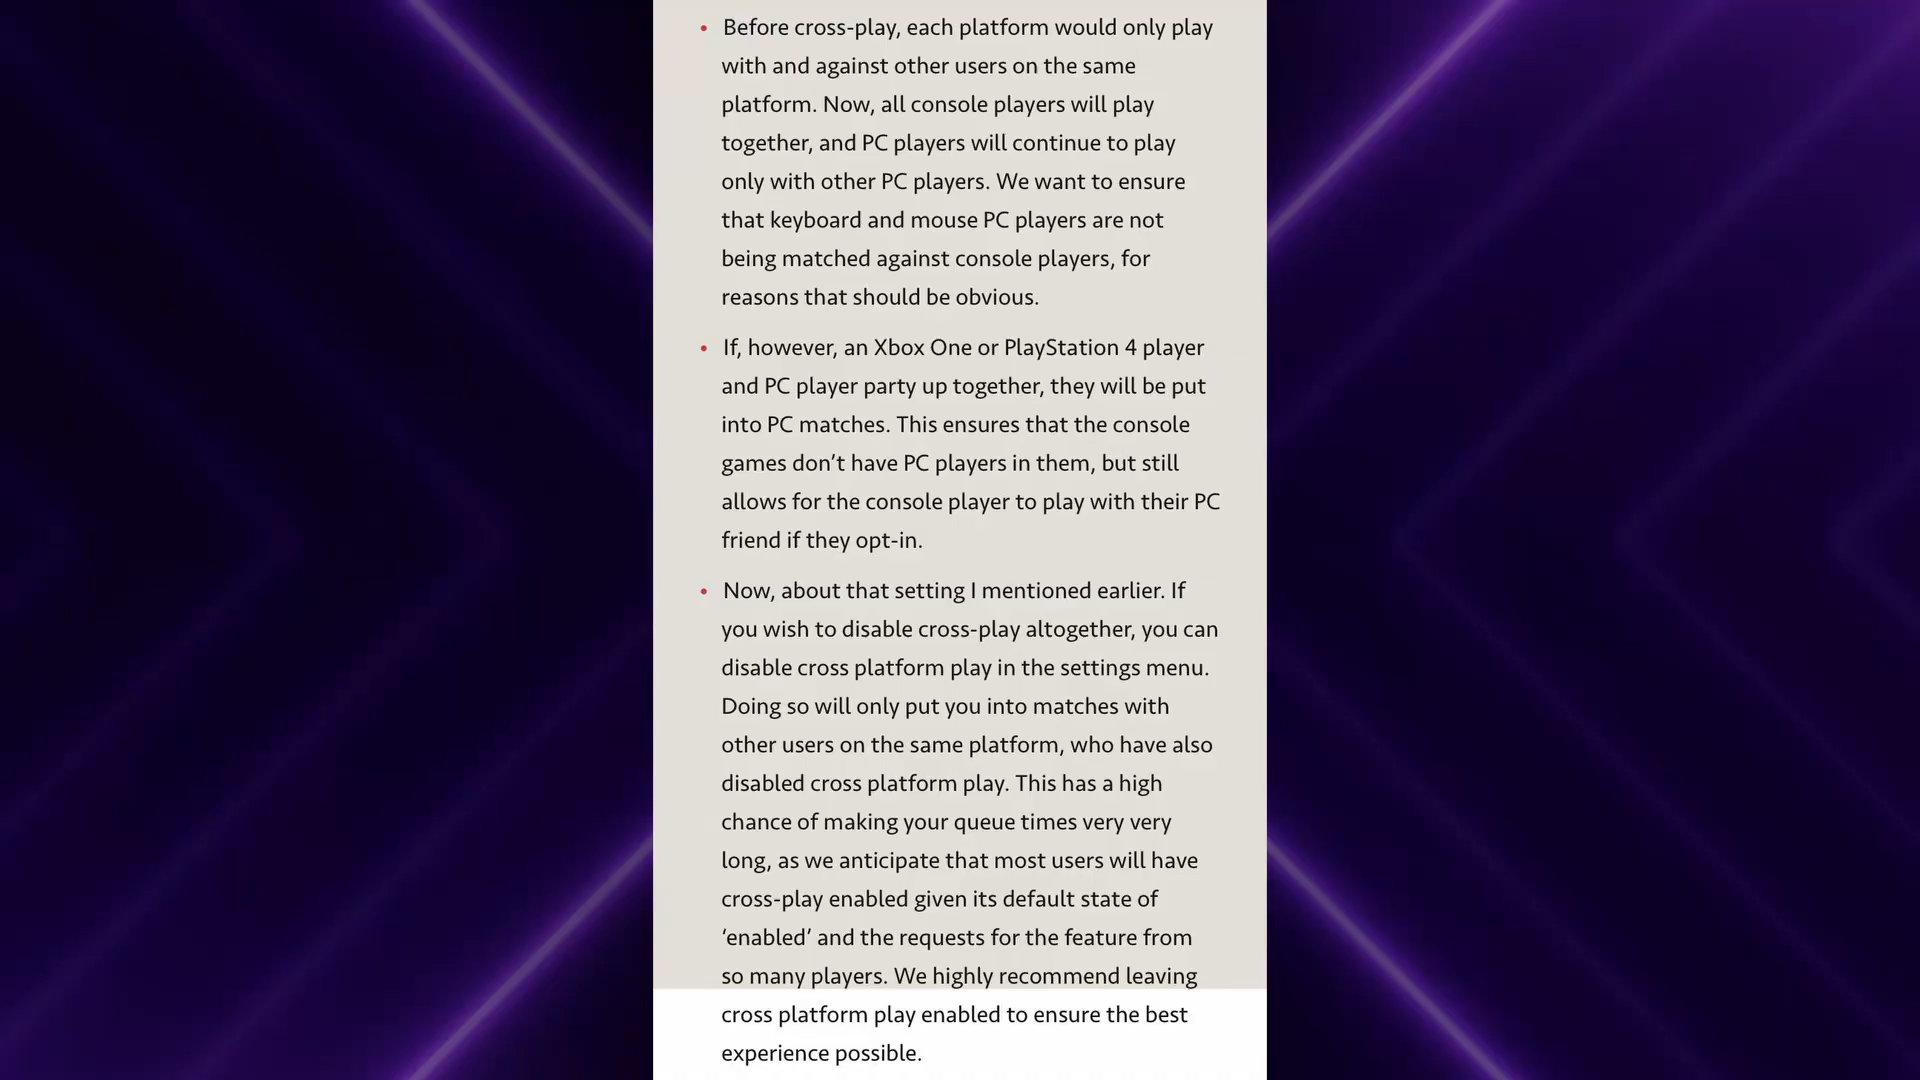 • Before cross-play, each platform would only play
with and against other users on the same
platform. Now, all console players will play
together, and PC players will continue to play
only with other PC players. We want to ensure
that keyboard and mouse PC players are not
being matched against console players, for
reasons that should be obvious.
• If, however, an Xbox One or PlayStation 4 player
and PC player party up together, they will be put
into PC matches. This ensures that the console
games don’t have PC players in them, but still
allows for the console player to play with their PC
friend if they opt-in.
• Now, about that setting I mentioned earlier. If
you wish to disable cross-play altogether, you can
disable cross platform play in the settings menu.
Doing so will only put you into matches with
other users on the same platform, who have also
disabled cross platform play. This has a high
chance of making your queue times very very
long, as we anticipate that most users will have
cross-play enabled given its default state of
‘enabled’ and the requests for the feature from
so many players. We highly recommend leaving
cross platform play enabled to ensure the best
experience possible.